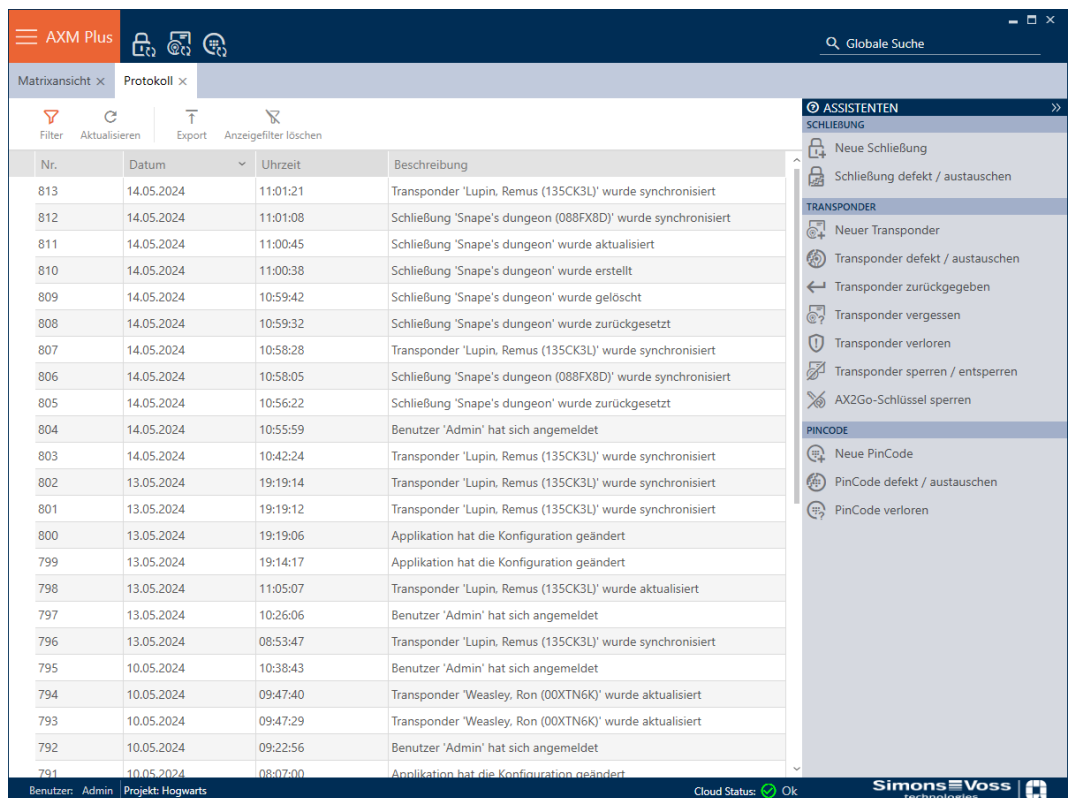 AXM Plus
Globale Suche
Matrixansicht × Protokoll ×
Filter Aktualisieren Export Anzeigefilter löschen
Nr. Datum Uhrzeit Beschreibung
813 14.05.2024 11:01:21 Transponder 'Lupin, Remus (135CK3L)' wurde synchronisiert
812 14.05.2024 11:01:08 Schließung 'Snape's dungeon (088FX8D)' wurde synchronisiert
811 14.05.2024 11:00:45 Schließung 'Snape's dungeon' wurde aktualisiert
810 14.05.2024 11:00:38 Schließung 'Snape's dungeon' wurde erstellt
809 14.05.2024 10:59:42 Schließung 'Snape's dungeon' wurde gelöscht
808 14.05.2024 10:59:32 Schließung 'Snape's dungeon' wurde zurückgesetzt
807 14.05.2024 10:58:28 Transponder 'Lupin, Remus (135CK3L)' wurde synchronisiert
806 14.05.2024 10:58:05 Schließung 'Snape's dungeon (088FX8D)' wurde synchronisiert
805 14.05.2024 10:56:22 Schließung 'Snape's dungeon' wurde zurückgesetzt
804 14.05.2024 10:55:59 Benutzer 'Admin' hat sich angemeldet
803 14.05.2024 10:42:24 Transponder 'Lupin, Remus (135CK3L)' wurde synchronisiert
802 13.05.2024 19:19:14 Transponder 'Lupin, Remus (135CK3L)' wurde synchronisiert
801 13.05.2024 19:19:12 Transponder 'Lupin, Remus (135CK3L)' wurde synchronisiert
800 13.05.2024 19:19:06 Applikation hat die Konfiguration geändert
799 13.05.2024 19:14:17 Applikation hat die Konfiguration geändert
798 13.05.2024 11:05:07 Transponder 'Lupin, Remus (135CK3L)' wurde aktualisiert
797 13.05.2024 10:26:06 Benutzer 'Admin' hat sich angemeldet
796 13.05.2024 08:53:47 Transponder 'Lupin, Remus (135CK3L)' wurde synchronisiert
795 10.05.2024 10:38:43 Benutzer 'Admin' hat sich angemeldet
794 10.05.2024 09:47:40 Transponder 'Weasley, Ron (00XTN6K)' wurde aktualisiert
793 10.05.2024 09:47:29 Transponder 'Weasley, Ron (00XTN6K)' wurde aktualisiert
792 10.05.2024 09:22:56 Benutzer 'Admin' hat sich angemeldet
791 10.05.2024 08:07:00 Applikation hat die Konfiguration geändert
ASSISTENTEN
SCHLIEßUNG
Neue Schließung
Schließung defekt / austauschen
TRANSPONDER
Neuer Transponder
Transponder defekt / austauschen
Transponder zurückgegeben
Transponder vergessen
Transponder verloren
Transponder sperren / entsperren
AX2Go-Schlüssel sperren
PINCODE
Neue PinCode
PinCode defekt / austauschen
PinCode verloren
Benutzer: Admin Projekt: Hogwarts Cloud Status: Ok
Simons Voss
technologies